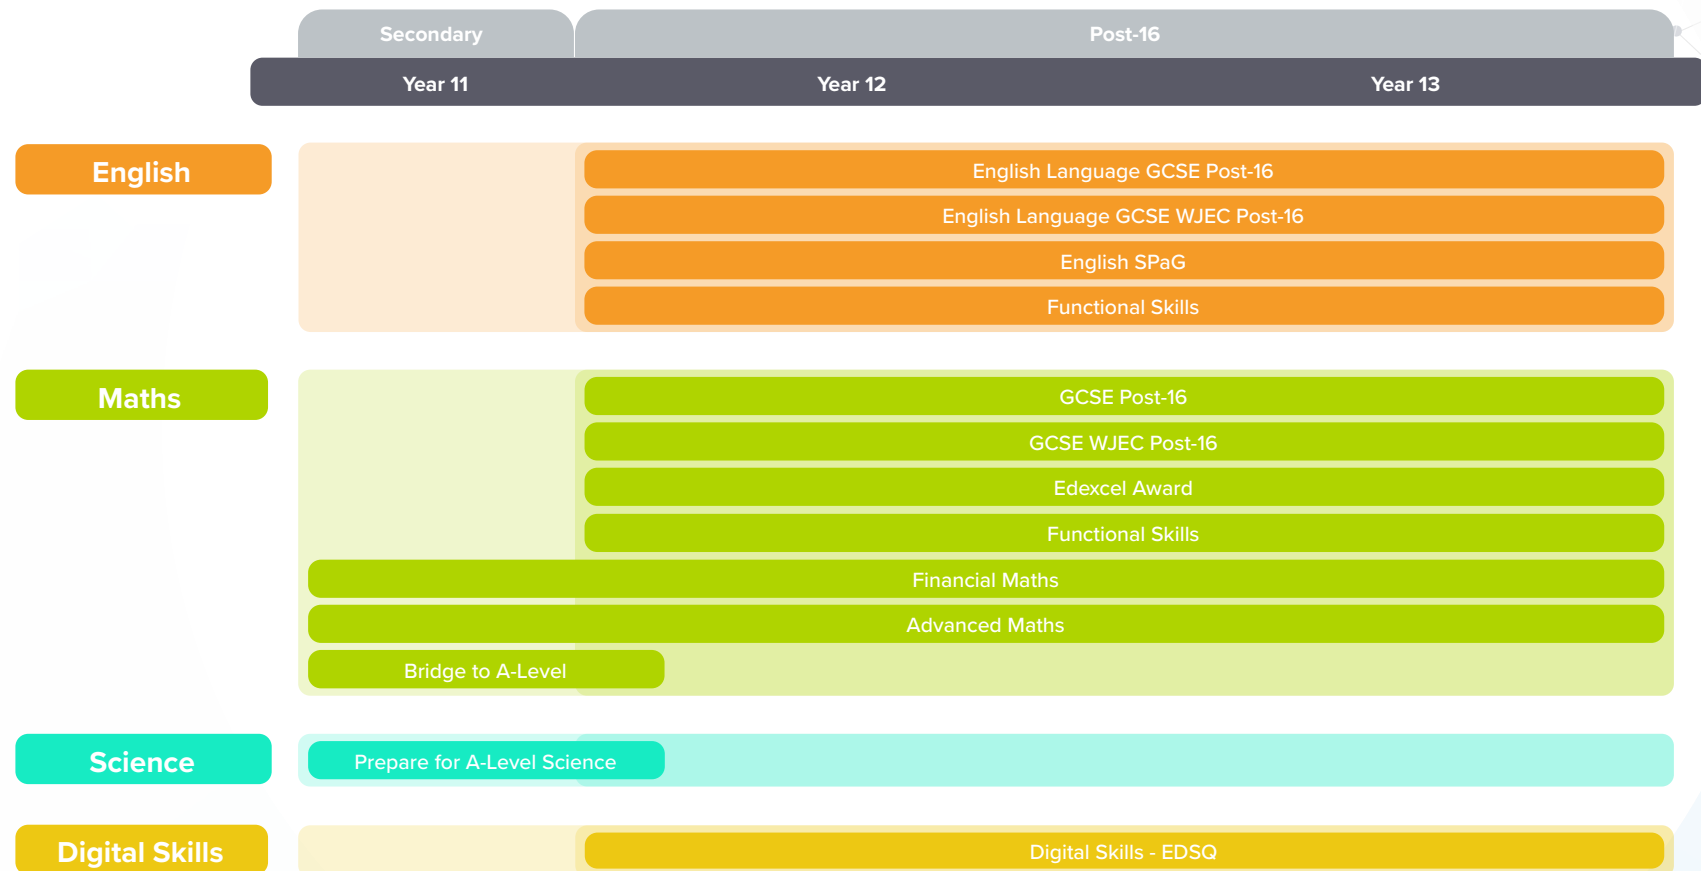 Secondary
Post-16
Year 11
Year 12
Year 13
English
English Language GCSE Post-16
English Language GCSE WJEC Post-16
English SPaG
Functional Skills
Maths
GCSE Post-16
GCSE WJEC Post-16
Edexcel Award
Functional Skills
Financial Maths
Advanced Maths
Bridge to A-Level
Science
Prepare for A-Level Science
Digital Skills
Digital Skills - EDSQ